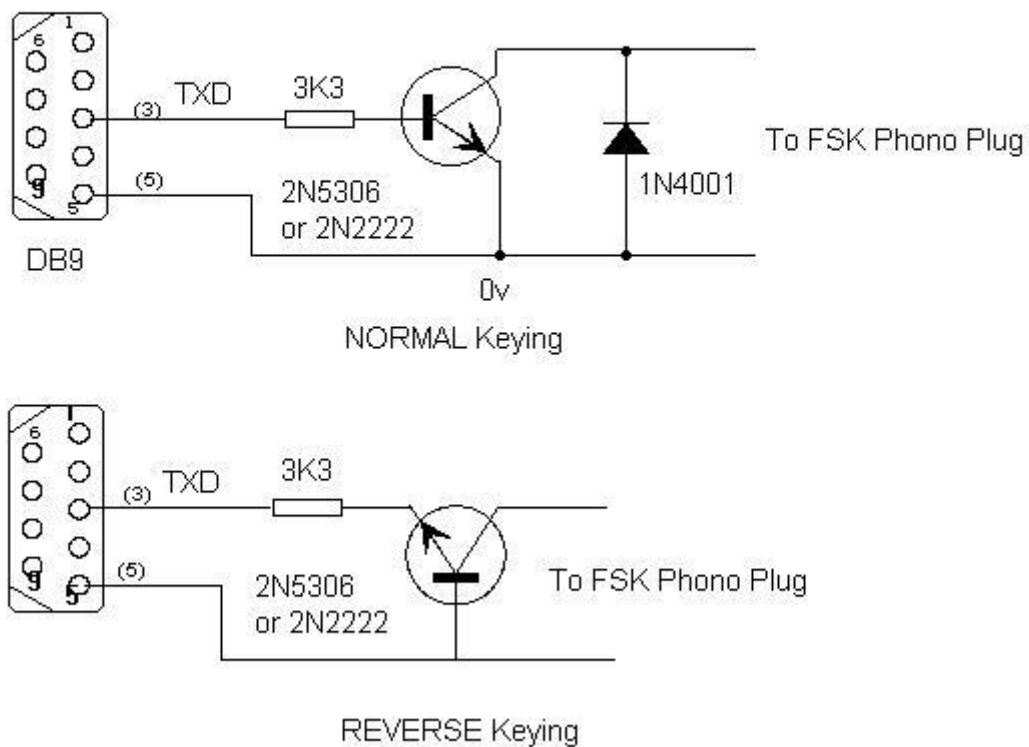 1
6
(3) TXD 3K3
To FSK Phono Plug
9
(5)
5
2N5306
or 2N2222
1N4001
DB9
0v
NORMAL Keying
1
6
(3) TXD 3K3
9
(5)
5
2N5306
or 2N2222
To FSK Phono Plug
REVERSE Keying